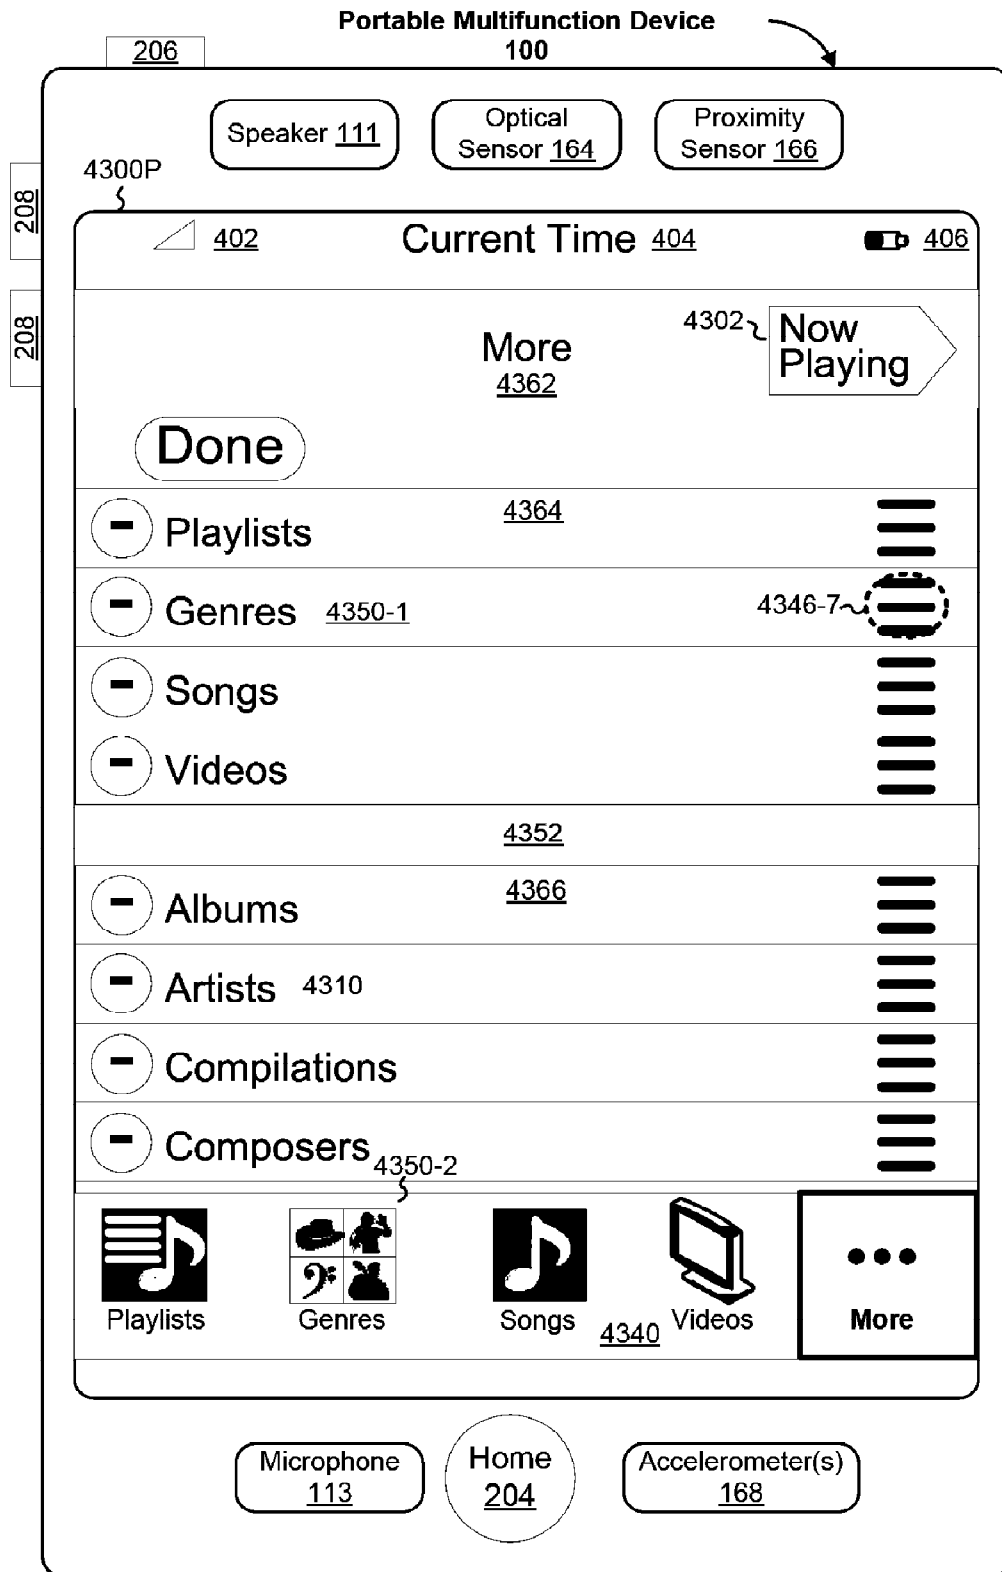 Portable Multifunction Device
100
206
Speaker 111
Optical
Sensor 164
Proximity
Sensor 166
208
208
4300P
402
Current Time 404
406
More
4362
4302
Now
Playing
Done
4364
Playlists
Genres 4350-1
4346-7
Songs
Videos
4352
4366
Albums
Artists 4310
Compilations
Composers
4350-2
Playlists
Genres
Songs
4340
Videos
More
Microphone
113
Home
204
Accelerometer(s)
168